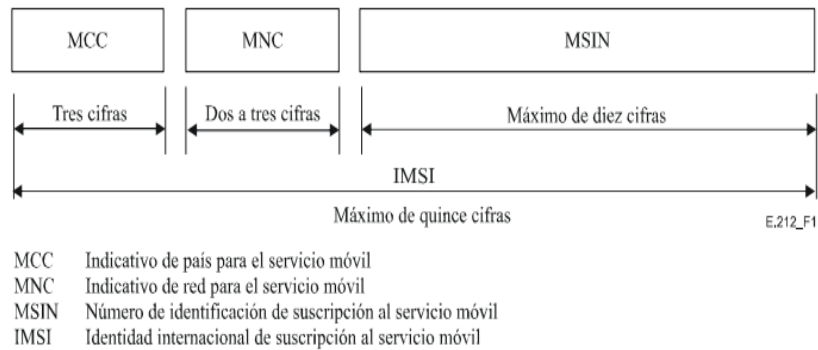 MCC MNC MSIN
Tres cifras Dos a tres cifras Máximo de diez cifras
IMSI
Máximo de quince cifras
E.212_F1
MCC Indicativo de país para el servicio móvil
MNC Indicativo de red para el servicio móvil
MSIN Número de identificación de suscripción al servicio móvil
IMSI Identidad internacional de suscripción al servicio móvil